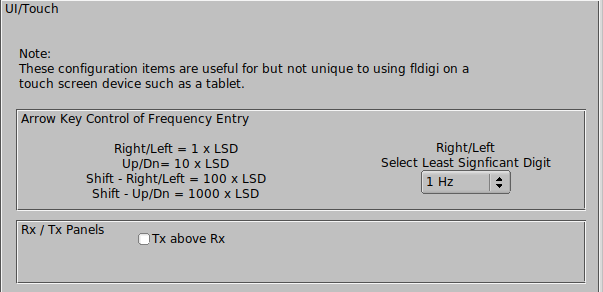 UI/Touch
Note:
These configuration items are useful for but not unique to using fldigi on a
touch screen device such as a tablet.
Arrow Key Control of Frequency Entry
Right/Left = 1 x LSD
Up/Dn= 10 x LSD
Shift - Right/Left = 100 x LSD
Shift - Up/Dn = 1000 x LSD
Right/Left
Select Least Signficant Digit
1 Hz
Rx / Tx Panels
Tx above Rx